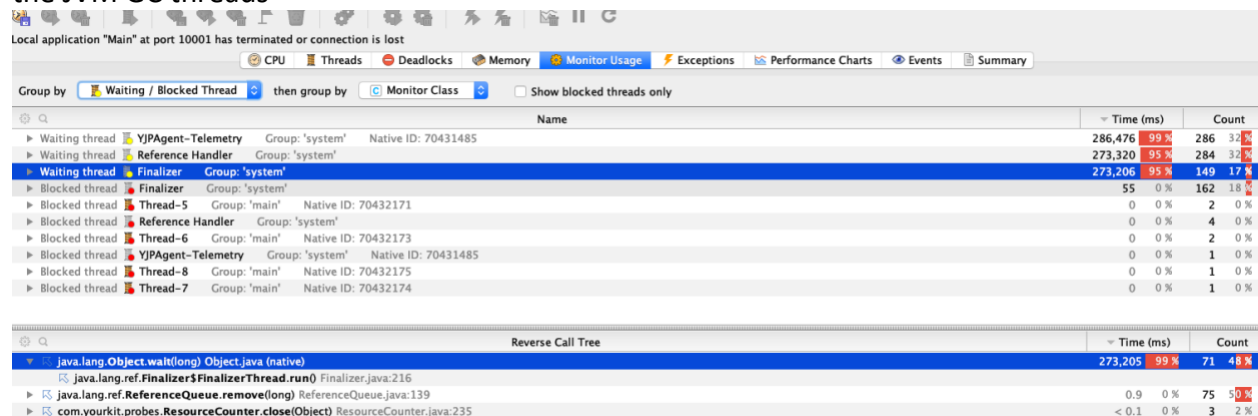 the JVM GC threads
Local application "Main" at port 10001 has terminated or connection is lost
CPU Threads Deadlocks Memory Monitor Usage Exceptions Performance Charts Events Summary
Group by Waiting / Blocked Thread then group by Monitor Class Show blocked threads only
Name Time (ms) Count
Waiting thread YJPAgent-Telemetry Group: 'system' Native ID: 70431485 286,476 99 % 286 32 %
Waiting thread Reference Handler Group: 'system' 273,320 95 % 284 32 %
Waiting thread Finalizer Group: 'system' 273,206 95 % 149 17 %
Blocked thread Finalizer Group: 'system' 55 0 % 162 18 %
Blocked thread Thread-5 Group: 'main' Native ID: 70432171 0 0 % 2 0 %
Blocked thread Reference Handler Group: 'system' 0 0 % 4 0 %
Blocked thread Thread-6 Group: 'main' Native ID: 70432173 0 0 % 2 0 %
Blocked thread YJPAgent-Telemetry Group: 'system' Native ID: 70431485 0 0 % 1 0 %
Blocked thread Thread-8 Group: 'main' Native ID: 70432175 0 0 % 1 0 %
Blocked thread Thread-7 Group: 'main' Native ID: 70432174 0 0 % 1 0 %
Reverse Call Tree Time (ms) Count
java.lang.Object.wait(long) Object.java (native) 273,205 99 % 71 48 %
java.lang.ref.Finalizer$FinalizerThread.run() Finalizer.java:216
java.lang.ref.ReferenceQueue.remove(long) ReferenceQueue.java:139 0.9 0 % 75 50 %
com.yourkit.probes.ResourceCounter.close(Object) ResourceCounter.java:235 < 0.1 0 % 3 2 %